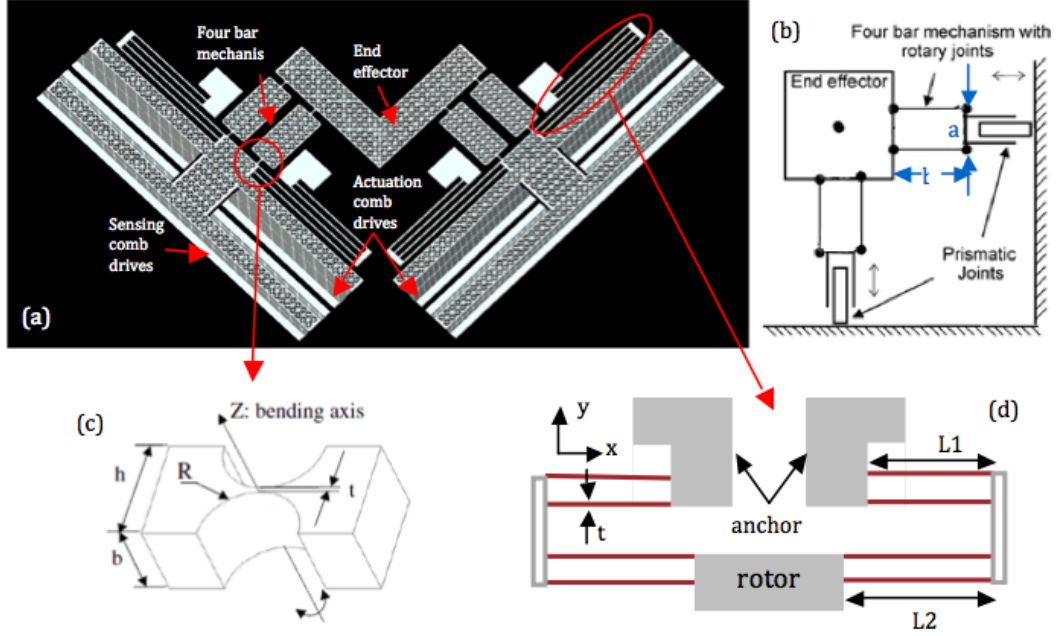 Four bar
mechanis
End
effector
Actuation
comb
drives
Sensing
comb
drives
(a)
(b)
Four bar mechanism with
rotary joints
End effector
a
t
Prismatic
Joints
(c)
Z: bending axis
h
R
t
b
(d)
y
x
L1
anchor
t
rotor
L2